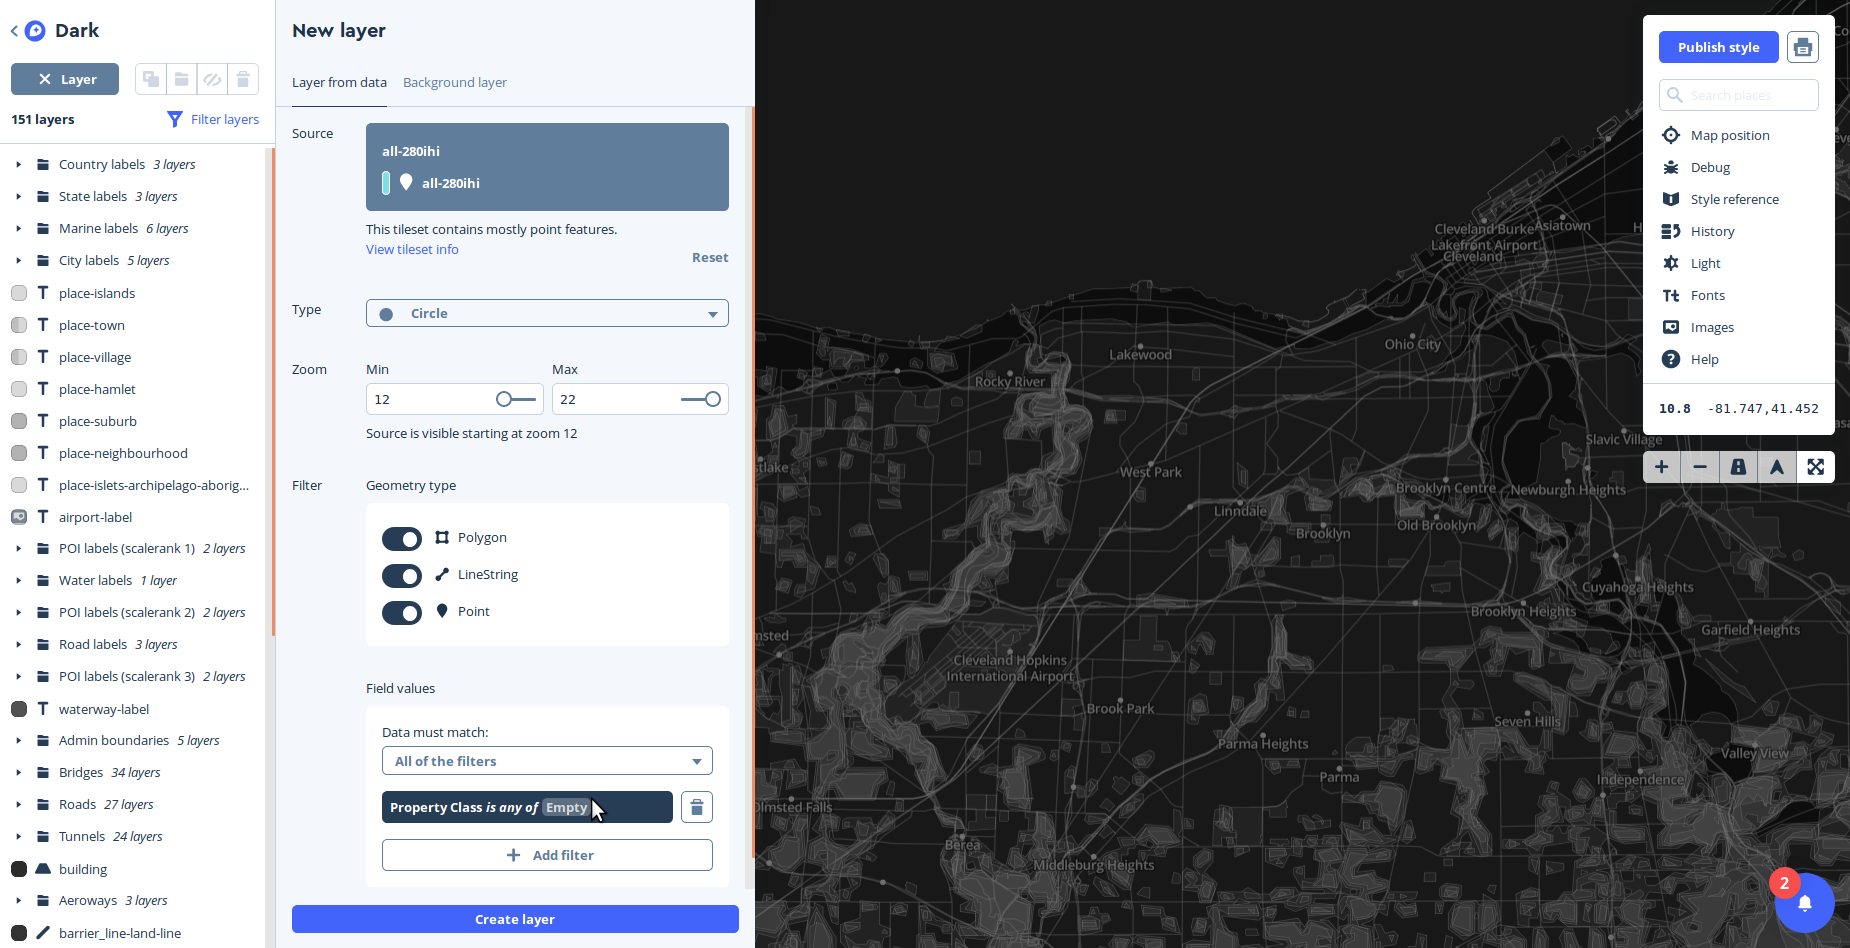 Dark
Layer
151 layers
Filter layers
Country labels 3 layers
State labels 3 layers
Marine labels 6 layers
City labels 5 layers
place-islands
place-town
place-village
place-hamlet
place-suburb
place-neighbourhood
place-islets-archipelago-aborig...
airport-label
POI labels (scalerank 1) 2 layers
Water labels 1 layer
POI labels (scalerank 2) 2 layers
Road labels 3 layers
POI labels (scalerank 3) 2 layers
waterway-label
Admin boundaries 5 layers
Bridges 34 layers
Roads 27 layers
Tunnels 24 layers
building
Aeroways 3 layers
barrier_line-land-line
New layer
Layer from data Background layer
Source
all-280ihi
all-280ihi
This tileset contains mostly point features.
View tileset info
Reset
Type
Circle
Zoom
Min Max
12 22
Source is visible starting at zoom 12
Filter
Geometry type
Polygon
LineString
Point
Field values
Data must match:
All of the filters
Property Class is any of Empty
Add filter
Create layer
Cleveland Burke
Lakefront Airport
Cleveland
Asiatown
Ohio City
Lakewood
Rocky River
Slavic Village
West Park
Brooklyn Centre
Newburgh Heights
Linndale
Old Brooklyn
Brooklyn
Cuyahoga Heights
Brooklyn Heights
Garfield Heights
Cleveland Hopkins
International Airport
Brook Park
Seven Hills
Parma Heights
Valley View
Parma
Independence
Olmsted Falls
Berea
Middleburg Heights
Publish style
Search places
Map position
Debug
Style reference
History
Light
Tt Fonts
Images
Help
10.8 -81.747,41.452
2